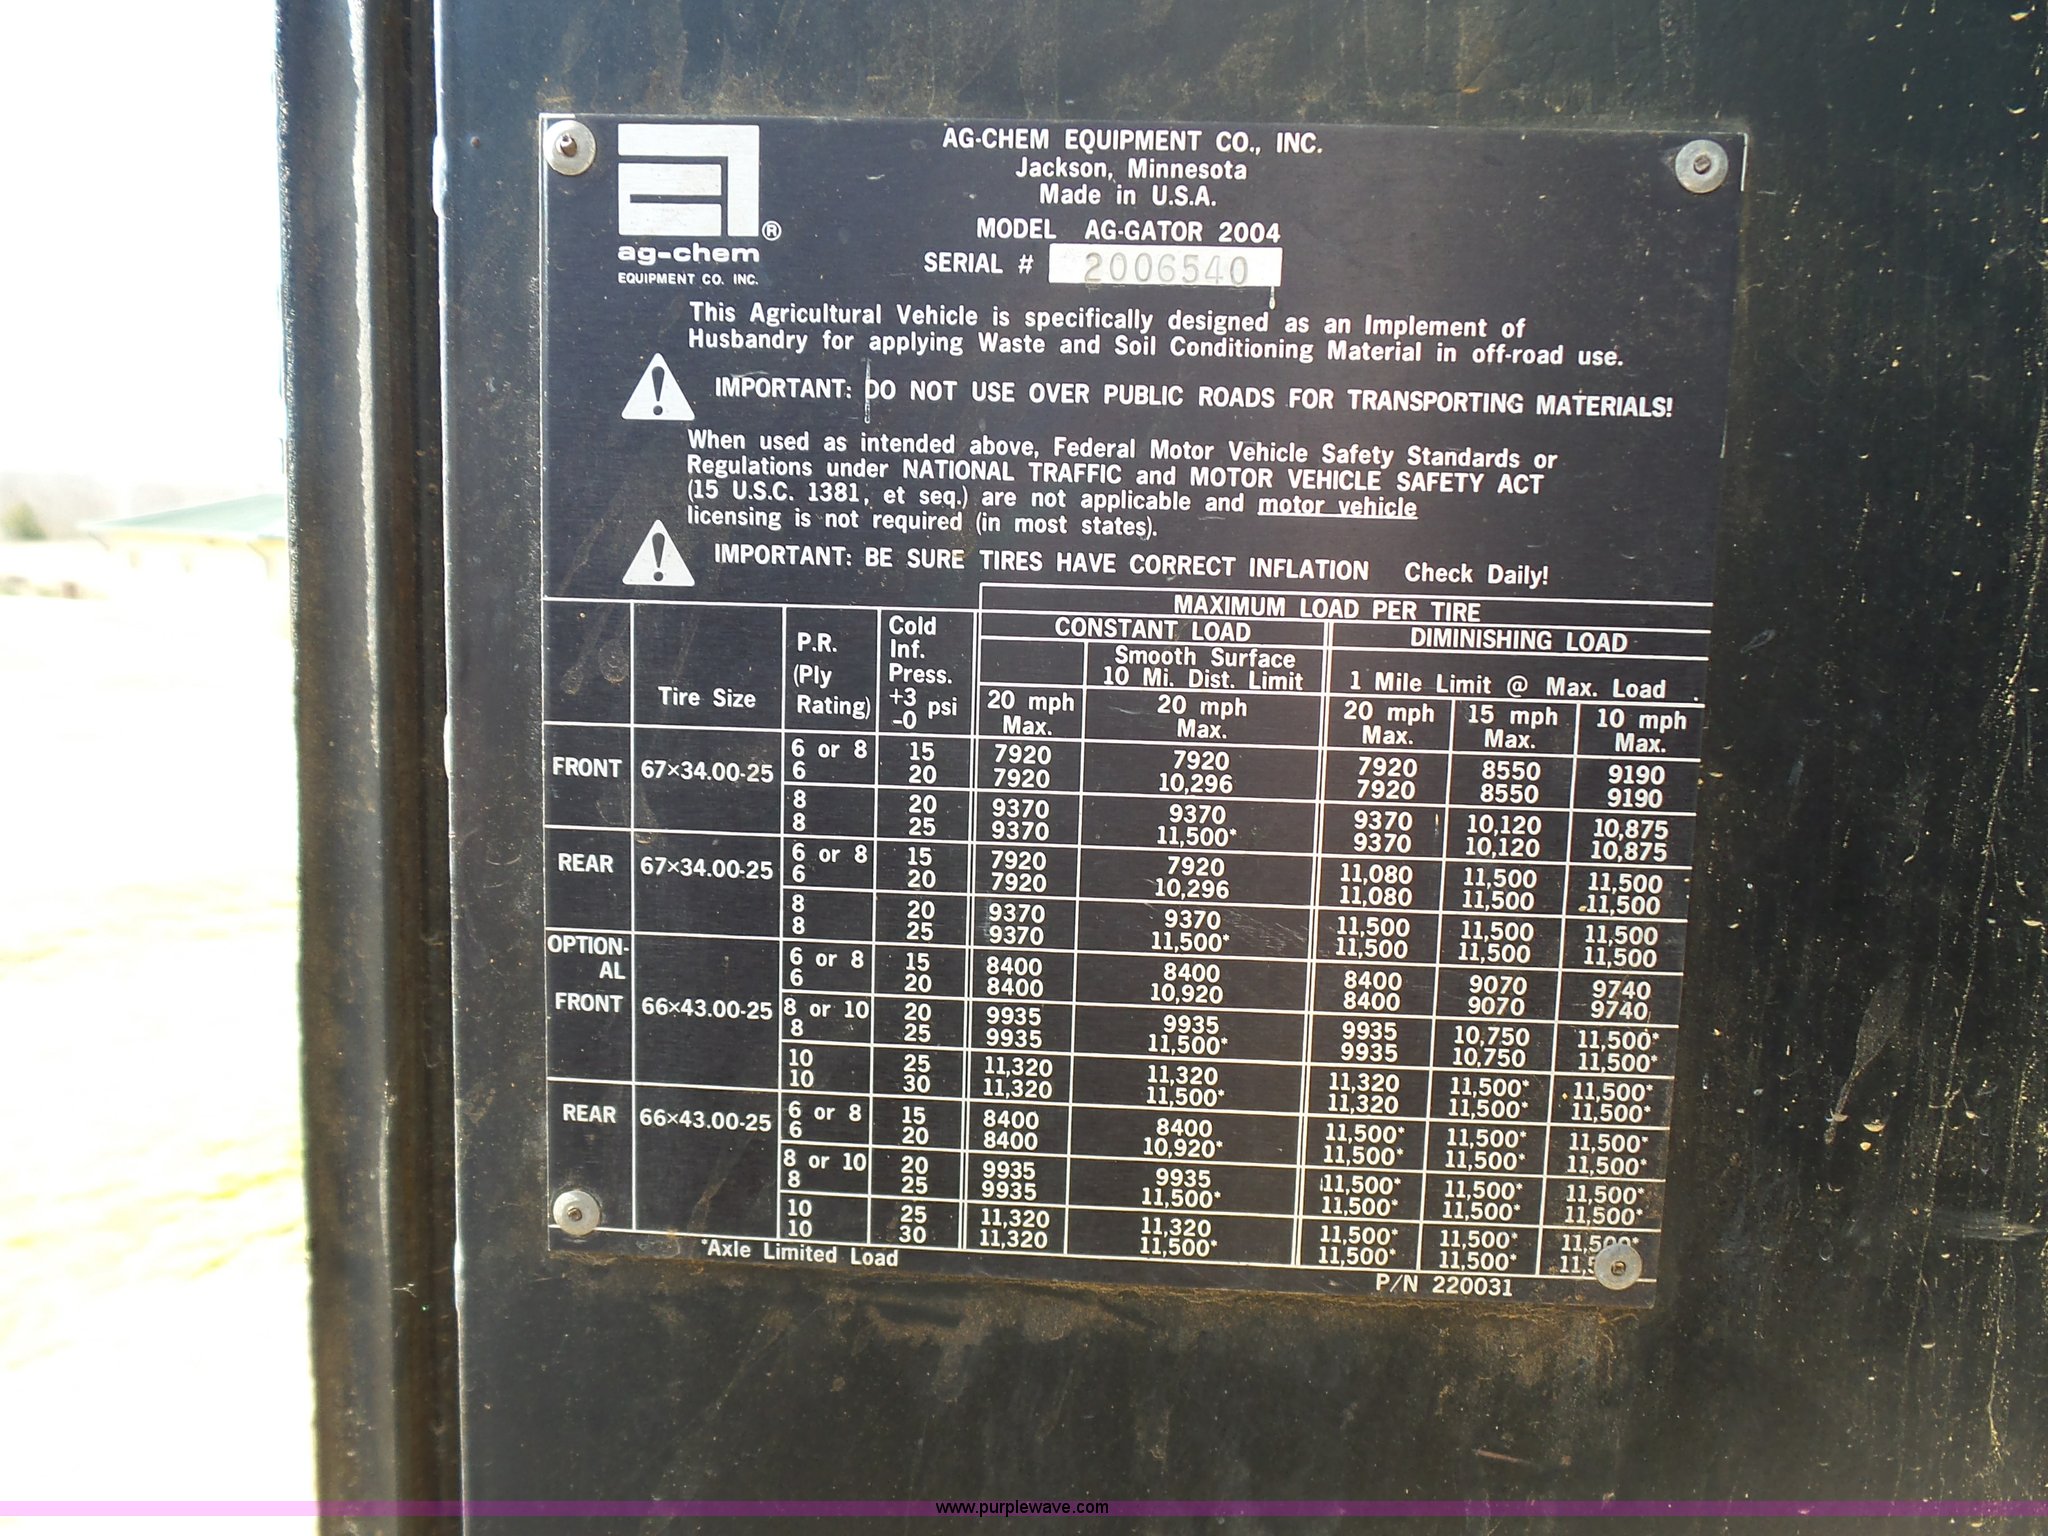 AG-CHEM EQUIPMENT CO., INC.
Jackson, Minnesota
Made in U.S.A.
MODEL AG-GATOR 2004
SERIAL # 2006540
ag-chem ®
EQUIPMENT CO. INC.
This Agricultural Vehicle is specifically designed as an Implement of
Husbandry for applying Waste and Soil Conditioning Material in off-road use.
IMPORTANT: DO NOT USE OVER PUBLIC ROADS FOR TRANSPORTING MATERIALS!
When used as intended above, Federal Motor Vehicle Safety Standards or
Regulations under NATIONAL TRAFFIC and MOTOR VEHICLE SAFETY ACT
(15 U.S.C. 1381, et seq.) are not applicable and motor vehicle
licensing is not required (in most states).
IMPORTANT: BE SURE TIRES HAVE CORRECT INFLATION Check Daily!
MAXIMUM LOAD PER TIRE
CONSTANT LOAD DIMINISHING LOAD
Smooth Surface
10 Mi. Dist. Limit 1 Mile Limit @ Max. Load
Tire Size P.R. (Ply Rating) Cold Inf. Press. +3 -0 psi 20 mph Max. 20 mph Max. 20 mph Max. 15 mph Max. 10 mph Max.
FRONT 67×34.00-25 6 or 8 15 7920 7920 7920 8550 9190
6 20 7920 10,296 7920 8550 9190
8 20 9370 9370 9370 10,120 10,875
8 25 9370 11,500* 9370 10,120 10,875
REAR 67×34.00-25 6 or 8 15 7920 7920 11,080 11,500 11,500
6 20 7920 10,296 11,080 11,500 11,500
8 20 9370 9370 11,500 11,500 11,500
8 25 9370 11,500* 11,500 11,500 11,500
OPTION-AL FRONT 66×43.00-25 6 or 8 15 8400 8400 8400 9070 9740
6 20 8400 10,920 8400 9070 9740
8 or 10 20 9935 9935 9935 10,750 11,500*
8 25 9935 11,500* 9935 10,750 11,500*
10 25 11,320 11,320 11,320 11,500* 11,500*
10 30 11,320 11,500* 11,320 11,500* 11,500*
REAR 66×43.00-25 6 or 8 15 8400 8400 11,500* 11,500* 11,500*
6 20 8400 10,920* 11,500* 11,500* 11,500*
8 or 10 20 9935 9935 11,500* 11,500* 11,500*
8 25 9935 11,500* 11,500* 11,500* 11,500*
10 25 11,320 11,320 11,500* 11,500* 11,500*
10 30 11,320 11,500* 11,500* 11,500*
*Axle Limited Load
P/N 220031
www.purplewave.com